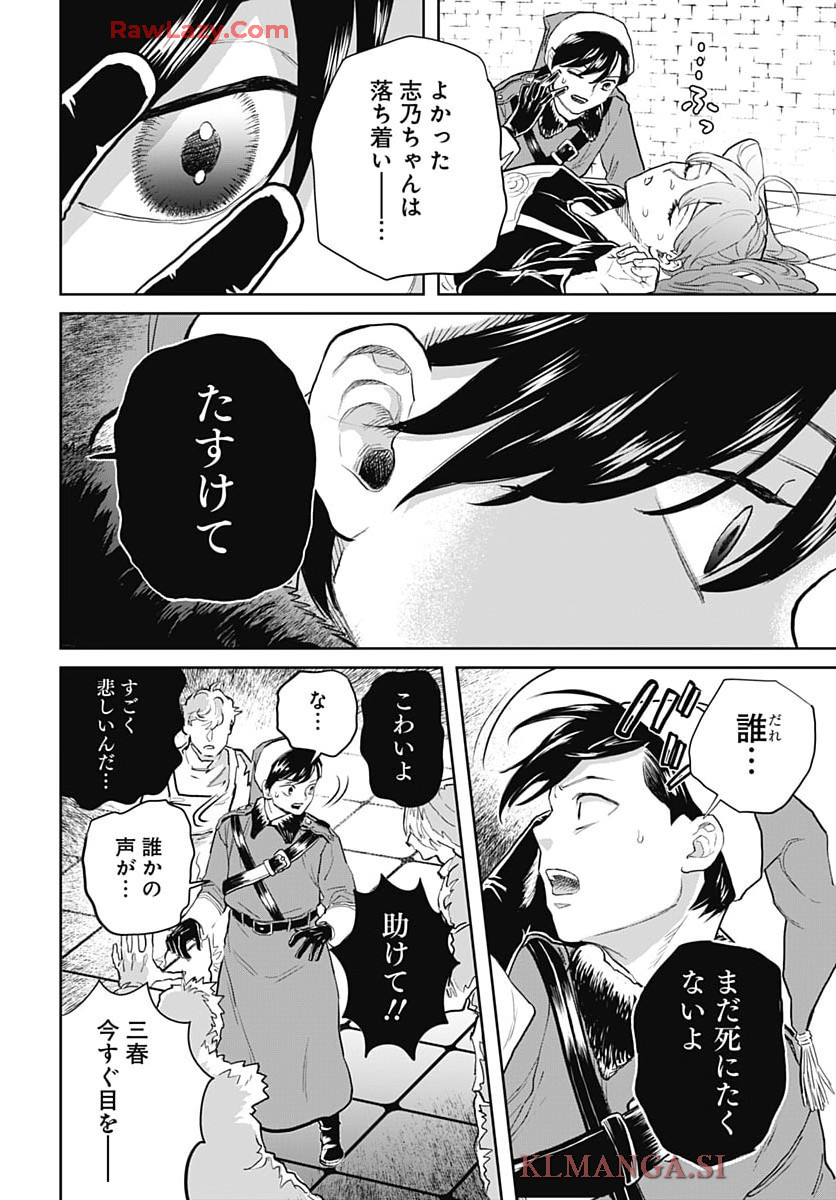 RawLazy.Com
…ふっ
よかった
志乃ちゃんは
落ち着い──…
たすけて
誰…
だれ
まだ死にたく
ないよ
こわいよ
な…
すごく
悲しいんだ…
誰かの
声が…
助けて!!
三春
今すぐ目を──
KLMANGA.SI